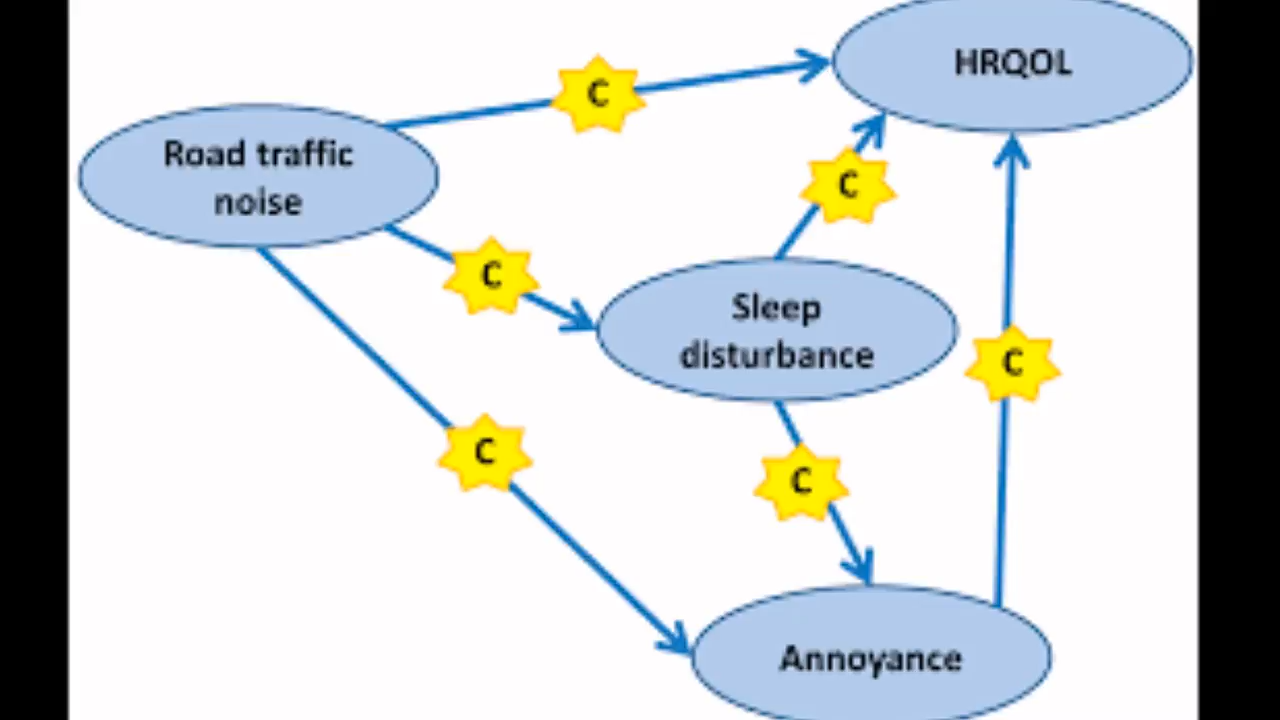 HRQOL
C
Road traffic
noise
C
C
Sleep
disturbance
C
C
C
Annoyance